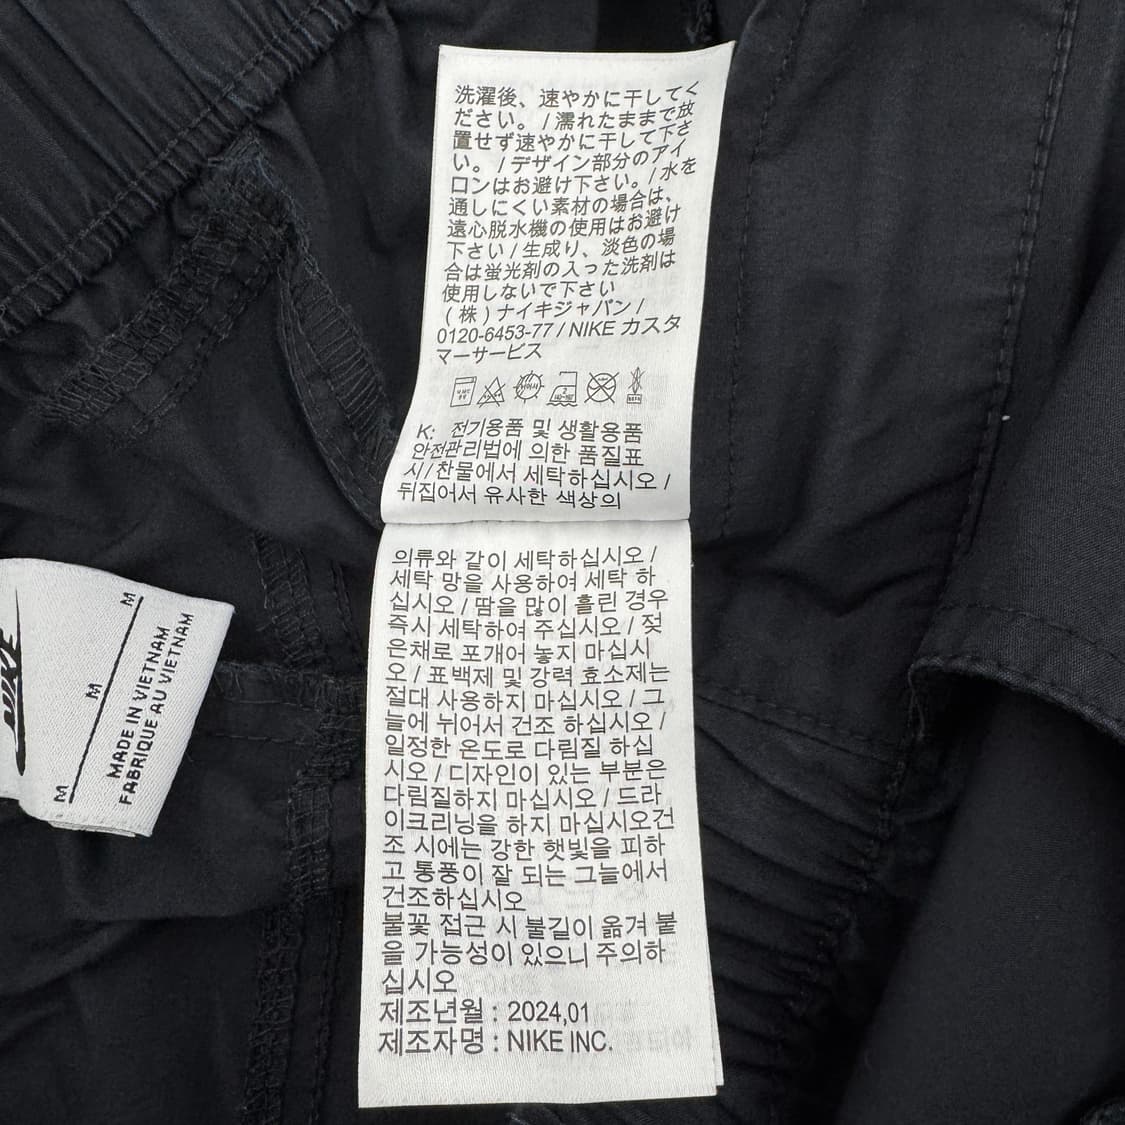 洗濯後、速やかに干してく
ださい。/濡れたままで放
置せず速やかに干して下さ
い。/デザイン部分のアイ
ロンはお避け下さい。/水を
通しにくい素材の場合は、
遠心脱水機の使用はお避け
下さい/生成り、淡色の場
合は蛍光剤の入った洗剤は
使用しないで下さい
(株)ナイキジャパン/
0120-6453-77/NIKE カスタ
マーサービス
K: 전기용품 및 생활용품
안전관리법에 의한 품질표
시/찬물에서 세탁하십시오/
뒤집어서 유사한 색상의
의류와 같이 세탁하십시오/
세탁 망을 사용하여 세탁 하
십시오/땀을 많이 흘린 경우
즉시 세탁하여 주십시오/젖
은채로 포개어 놓지 마십시
오/표백제 및 강력 효소제는
절대 사용하지 마십시오/그
늘에 뉘어서 건조 하십시오/
일정한 온도로 다림질 하십
시오/디자인이 있는 부분은
다림질하지 마십시오/드라
이크리닝을 하지 마십시오건
조 시에는 강한 햇빛을 피하
고 통풍이 잘 되는 그늘에서
건조하십시오
불꽃 접근 시 불길이 옮겨 붙
을 가능성이 있으니 주의하
십시오
제조년월 : 2024,01
제조자명 : NIKE INC.
NIKE
M
M
M
MADE IN VIETNAM
FABRIQUE AU VIETNAM